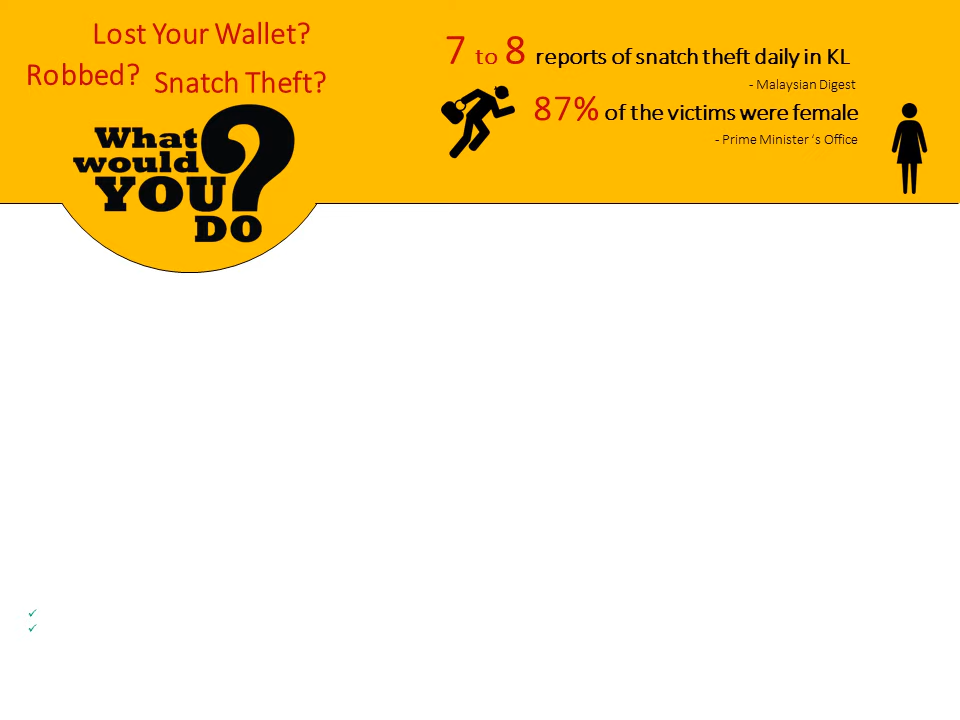 Lost Your Wallet?
Robbed? Snatch Theft?
What
would
YOU
DO
?
7 to 8 reports of snatch theft daily in KL
- Malaysian Digest
87% of the victims were female
- Prime Minister ‘s Office
✓
✓